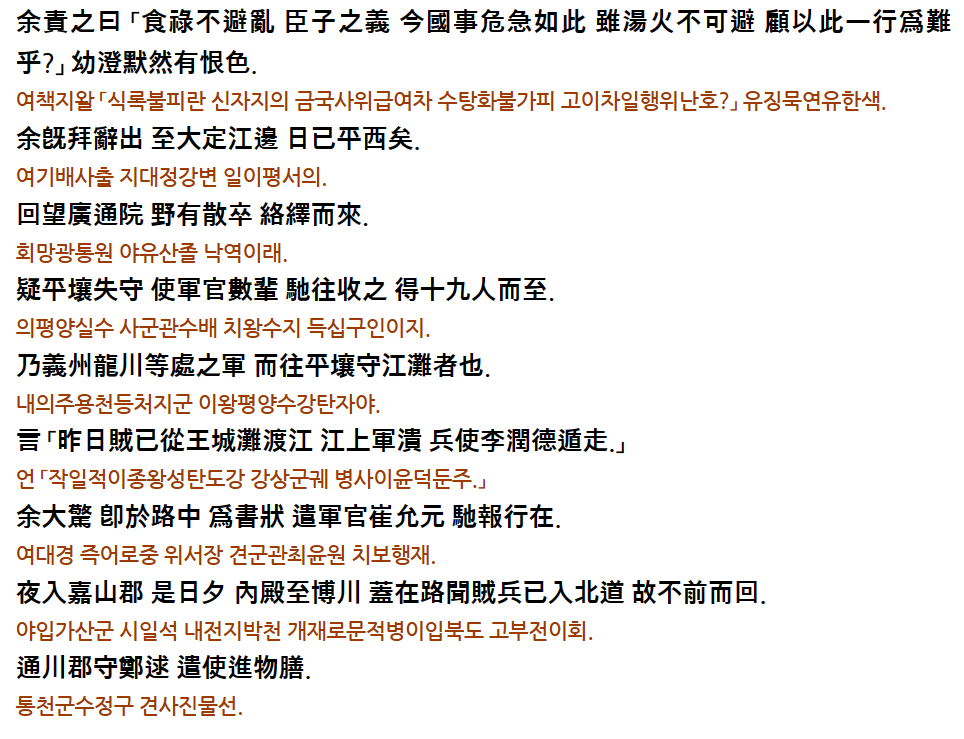 余責之曰「食祿不避亂 臣子之義 今國事危急如此 雖湯火不可避 顧以此一行爲難
乎?」幼澄默然有恨色.
여책지왈「식록불피란 신자지의 금국사위급여차 수탕화불가피 고이차일행위난호?」유징묵연유한색.
余旣拜辭出 至大定江邊 日已平西矣.
여기배사출 지대정강변 일이평서의.
回望廣通院 野有散卒 絡繹而來.
회망광통원 야유산졸 낙역이래.
疑平壤失守 使軍官數輩 馳往收之 得十九人而至.
의평양실수 사군관수배 치왕수지 득십구인이지.
乃義州龍川等處之軍 而往平壤守江灘者也.
내의주용천등처지군 이왕평양수강탄자야.
言「昨日賊已從王城灘渡江 江上軍潰 兵使李潤德遁走.」
언「작일적이종왕성탄도강 강상군궤 병사이윤덕둔주.」
余大驚 卽於路中 爲書狀 遣軍官崔允元 馳報行在.
여대경 즉어로중 위서장 견군관최윤원 치보행재.
夜入嘉山郡 是日夕 內殿至博川 蓋在路聞賊兵已入北道 故不前而回.
야입가산군 시일석 내전지박천 개재로문적병이입북도 고부전이회.
通川郡守鄭逑 遣使進物膳.
통천군수정구 견사진물선.